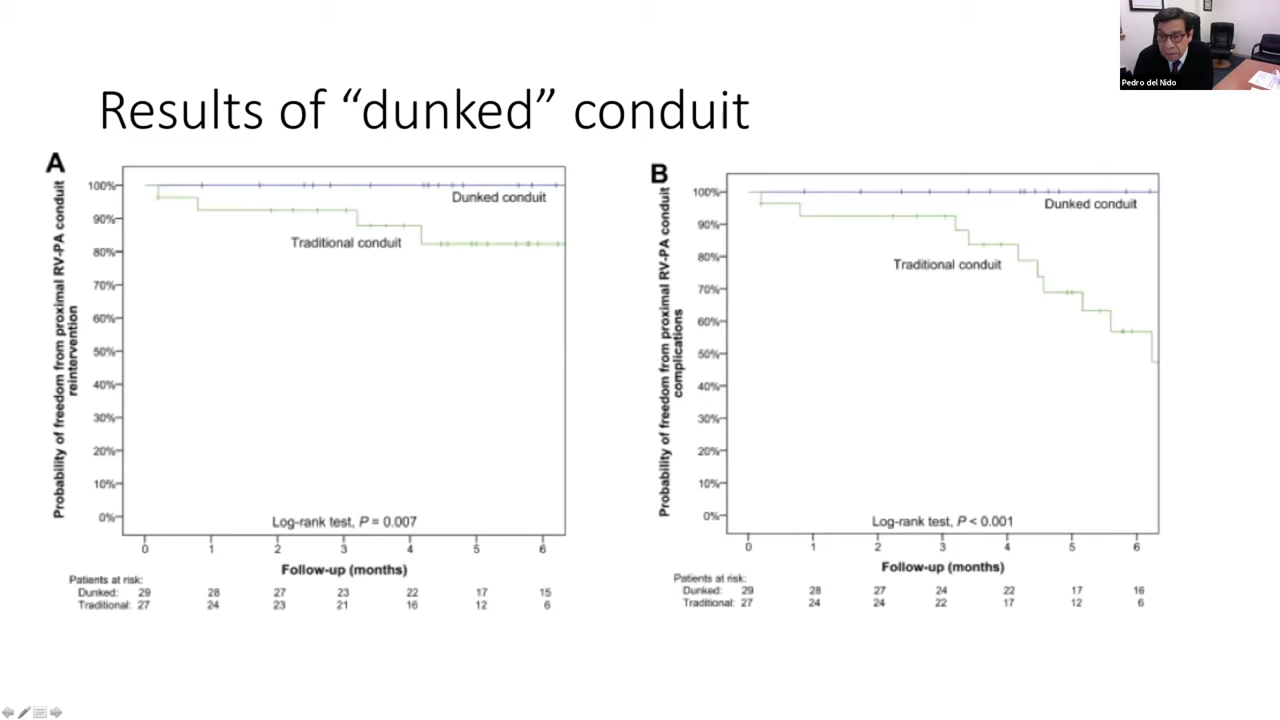 Pedro del Nido
Results of “dunked” conduit
A
Probability of freedom from proximal RV-PA conduit
reintervention
100%
90%
80%
70%
60%
50%
40%
30%
20%
10%
0%
Dunked conduit
Traditional conduit
Log-rank test, P = 0.007
0 1 2 3 4 5 6
Follow-up (months)
Patients at risk:
Dunked: 29 28 27 23 22 17 15
Traditional: 27 24 23 21 16 12 6
B
Probability of freedom from proximal RV-PA conduit
complications
100%
90%
80%
70%
60%
50%
40%
30%
20%
10%
0%
Dunked conduit
Traditional conduit
Log-rank test, P < 0.001
0 1 2 3 4 5 6
Follow-up (months)
Patients at risk:
Dunked: 29 28 27 24 22 17 16
Traditional: 27 24 24 22 17 12 6